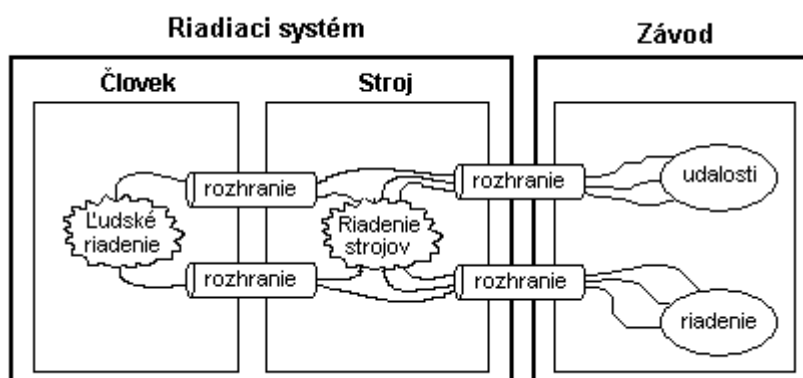 Riadiaci systém
Závod
Človek
Stroj
rozhranie
rozhranie
udalosti
Ľudské
riadenie
Riadenie
strojov
rozhranie
rozhranie
riadenie